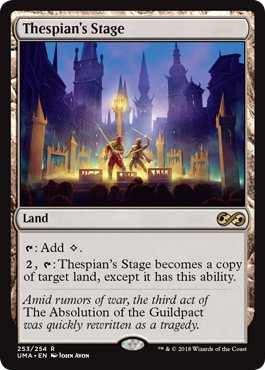 Thespian's Stage
Land
: Add .
2, : Thespian's Stage becomes a copy
of target land, except it has this ability.
Amid rumors of war, the third act of
The Absolution of the Guildpact
was quickly rewritten as a tragedy.
253/254 R
UMA • EN JOHN AVON
™ & © 2018 Wizards of the Coast